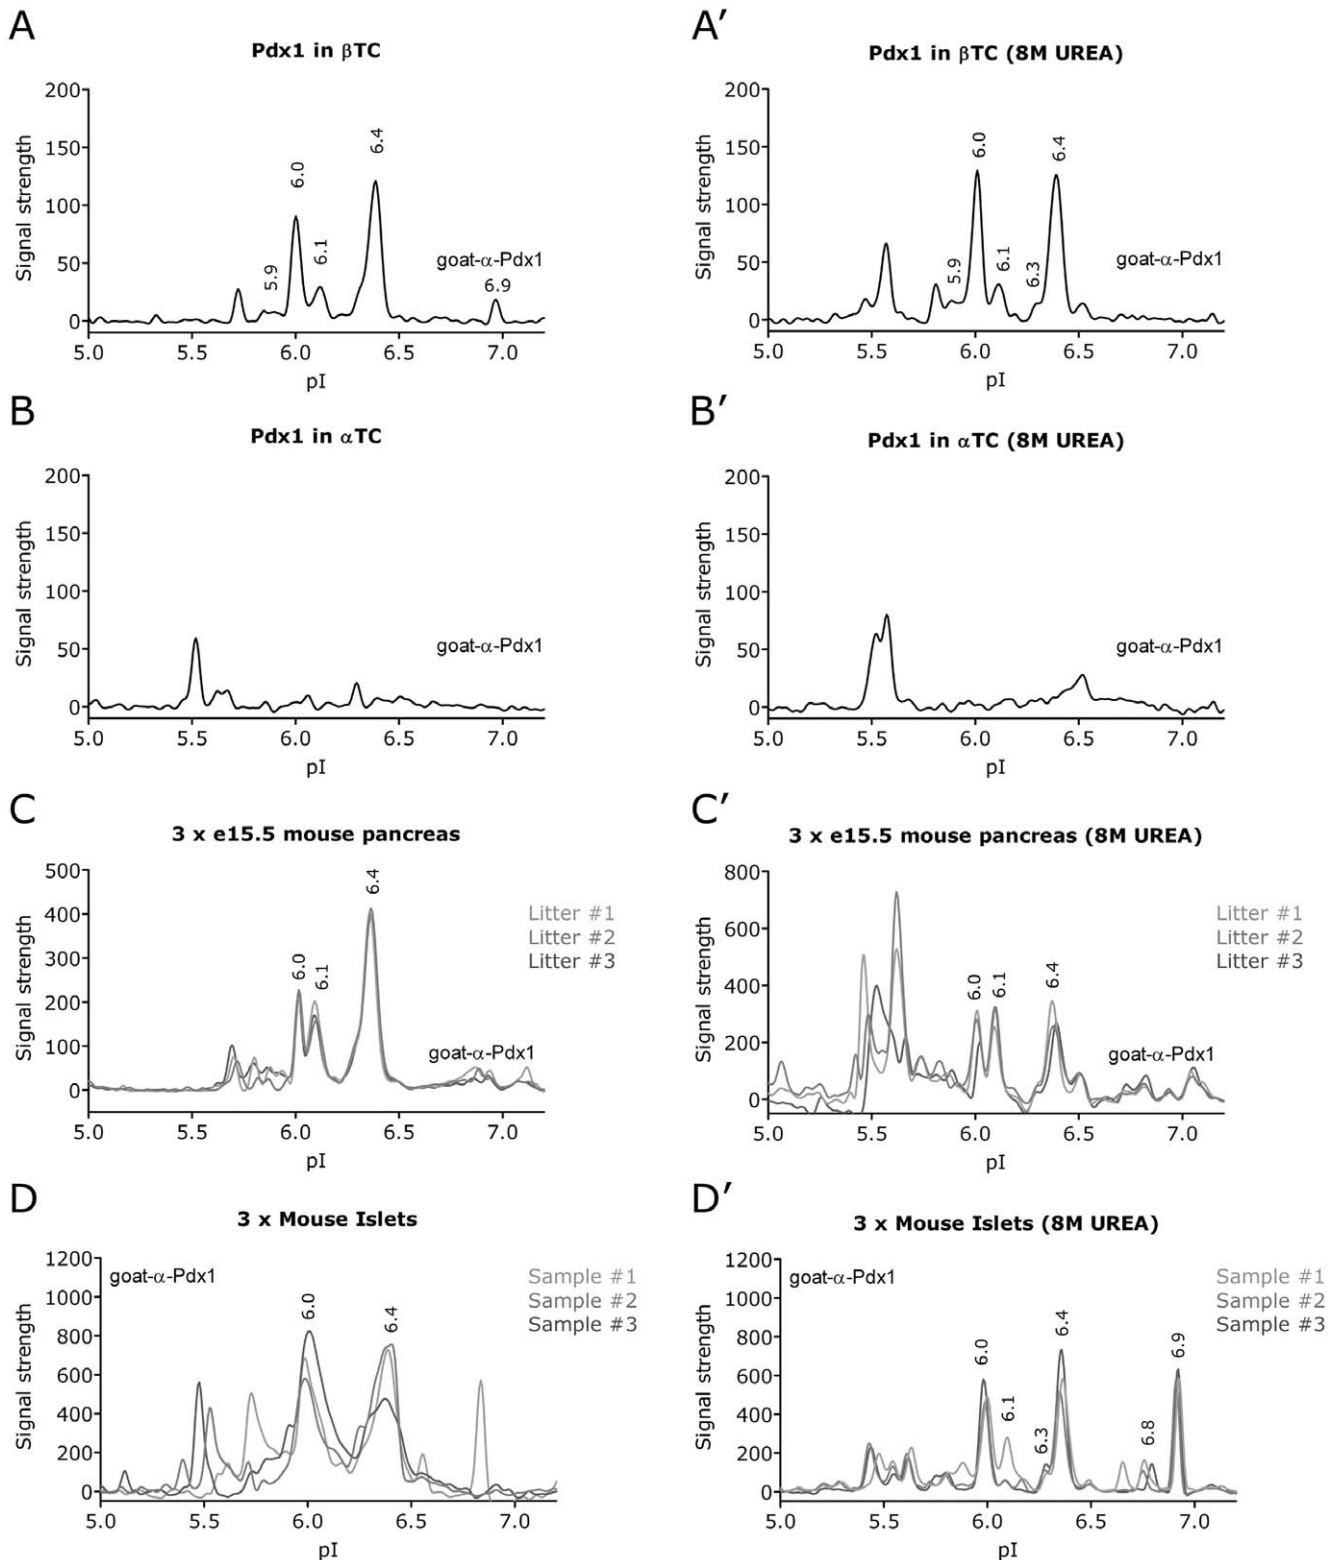 A
Pdx1 in βTC
Signal strength
200
150
100
50
0
5.9
6.0
6.1
6.4
goat-α-Pdx1
6.9
5.0 5.5 6.0 6.5 7.0
pI
A′
Pdx1 in βTC (8M UREA)
Signal strength
200
150
100
50
0
5.9
6.0
6.1
6.3
6.4
goat-α-Pdx1
5.0 5.5 6.0 6.5 7.0
pI
B
Pdx1 in αTC
Signal strength
200
150
100
50
0
goat-α-Pdx1
5.0 5.5 6.0 6.5 7.0
pI
B′
Pdx1 in αTC (8M UREA)
Signal strength
200
150
100
50
0
goat-α-Pdx1
5.0 5.5 6.0 6.5 7.0
pI
C
3 x e15.5 mouse pancreas
Signal strength
500
400
300
200
100
0
6.0
6.1
6.4
Litter #1
Litter #2
Litter #3
goat-α-Pdx1
5.0 5.5 6.0 6.5 7.0
pI
C′
3 x e15.5 mouse pancreas (8M UREA)
Signal strength
800
600
400
200
0
6.0
6.1
6.4
Litter #1
Litter #2
Litter #3
goat-α-Pdx1
5.0 5.5 6.0 6.5 7.0
pI
D
3 x Mouse Islets
Signal strength
1200
1000
800
600
400
200
0
goat-α-Pdx1
6.0
6.4
Sample #1
Sample #2
Sample #3
5.0 5.5 6.0 6.5 7.0
pI
D′
3 x Mouse Islets (8M UREA)
Signal strength
1200
1000
800
600
400
200
0
goat-α-Pdx1
6.0
6.1
6.3
6.4
6.8
6.9
Sample #1
Sample #2
Sample #3
5.0 5.5 6.0 6.5 7.0
pI